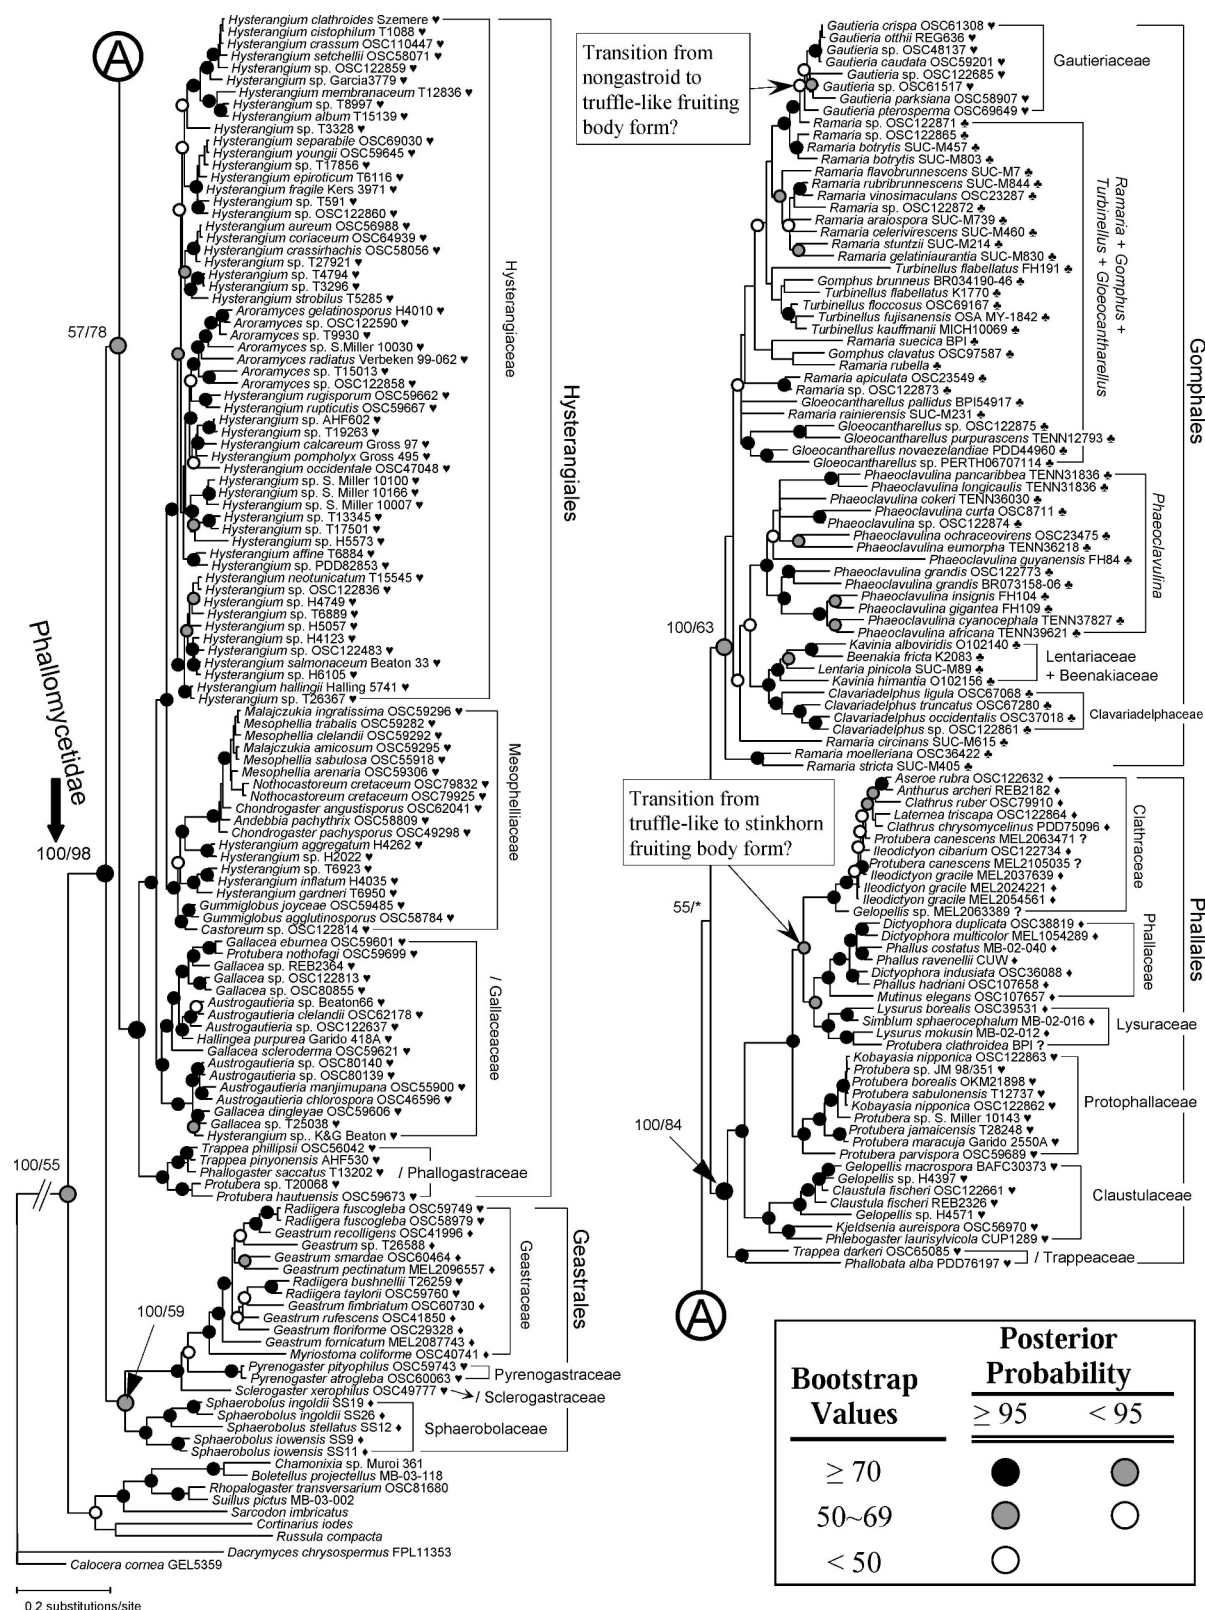 Hysterangium clathroides Szemere ♥
Hysterangium cistophilum T1088 ♥
Hysterangium crassum OSC110447 ♥
Hysterangium setchellii OSC58071 ♥
Hysterangium sp. OSC122859 ♥
Hysterangium sp. Garcia3779 ♥
Hysterangium membranaceum T12836 ♥
Hysterangium sp. T8997 ♥
Hysterangium album T15139 ♥
Hysterangium sp. T3328 ♥
Hysterangium separabile OSC69030 ♥
Hysterangium youngii OSC59645 ♥
Hysterangium sp. T17856 ♥
Hysterangium epiroticum T6116 ♥
Hysterangium fragile Kers 3971 ♥
Hysterangium sp. T591 ♥
Hysterangium sp. OSC122860 ♥
Hysterangium aureum OSC56988 ♥
Hysterangium coriaceum OSC64939 ♥
Hysterangium crassirhachis OSC58056 ♥
Hysterangium sp. T27921 ♥
Hysterangium sp. T4794 ♥
Hysterangium sp. T3296 ♥
Hysterangium strobilus T5285 ♥
Aroramyces gelatinosporus H4010 ♥
Aroramyces sp. OSC122590 ♥
Aroramyces sp. T9930 ♥
Aroramyces sp. S.Miller 10030 ♥
Aroramyces radiatus Verbeken 99-062 ♥
Aroramyces sp. T15013 ♥
Aroramyces sp. OSC122858 ♥
Hysterangium rugisporum OSC59662 ♥
Hysterangium rupticutis OSC59667 ♥
Hysterangium sp. AHF602 ♥
Hysterangium sp. T19263 ♥
Hysterangium calcareum Gross 97 ♥
Hysterangium pompholyx Gross 495 ♥
Hysterangium occidentale OSC47048 ♥
Hysterangium sp. S. Miller 10100 ♥
Hysterangium sp. S. Miller 10166 ♥
Hysterangium sp. S. Miller 10007 ♥
Hysterangium sp. T13345 ♥
Hysterangium sp. T17501 ♥
Hysterangium sp. H5573 ♥
Hysterangium affine T6884 ♥
Hysterangium sp. PDD82853 ♥
Hysterangium neotunicatum T15545 ♥
Hysterangium sp. OSC122836 ♥
Hysterangium sp. H4749 ♥
Hysterangium sp. T6889 ♥
Hysterangium sp. H5057 ♥
Hysterangium sp. H4123 ♥
Hysterangium sp. OSC122483 ♥
Hysterangium salmonaceum Beaton 33 ♥
Hysterangium sp. H6105 ♥
Hysterangium hallingii Halling 5741 ♥
Hysterangium sp. T26367 ♥
Malajczukia ingratissima OSC59296 ♥
Mesophellia trabalis OSC59282 ♥
Mesophellia clelandii OSC59292 ♥
Malajczukia amicosum OSC59295 ♥
Mesophellia sabulosa OSC55918 ♥
Mesophellia arenaria OSC59306 ♥
Nothocastoreum cretaceum OSC79832 ♥
Nothocastoreum cretaceum OSC79925 ♥
Chondrogaster angustisporus OSC62041 ♥
Andebbia pachythrix OSC58809 ♥
Chondrogaster pachysporus OSC49298 ♥
Hysterangium aggregatum H4262 ♥
Hysterangium sp. H2022 ♥
Hysterangium sp. T6923 ♥
Hysterangium inflatum H4035 ♥
Hysterangium gardneri T6950 ♥
Gummiglobus joyceae OSC59485 ♥
Gummiglobus agglutinosporus OSC58784 ♥
Castoreum sp. OSC122814 ♥
Gallacea eburnea OSC59601 ♥
Protubera nothofagi OSC59699 ♥
Gallacea sp. REB2364 ♥
Gallacea sp. OSC122813 ♥
Gallacea sp. OSC80855 ♥
Austrogautieria sp. Beaton66 ♥
Austrogautieria clelandii OSC62178 ♥
Austrogautieria sp. OSC122637 ♥
Hallingea purpurea Garido 418A ♥
Gallacea scleroderma OSC59621 ♥
Austrogautieria sp. OSC80140 ♥
Austrogautieria sp. OSC80139 ♥
Austrogautieria manjimupana OSC55900 ♥
Austrogautieria chlorospora OSC46596 ♥
Gallacea dingleyae OSC59606 ♥
Gallacea sp. T25038 ♥
Hysterangium sp. K&G Beaton ♥
Trappea phillipsii OSC56042 ♥
Trappea pinyonensis AHF530 ♥
Phallogaster saccatus T13202 ♥
Protubera sp. T20068 ♥
Protubera hautuensis OSC59673 ♥
Radiigera fuscogleba OSC59749 ♥
Radiigera fuscogleba OSC58979 ♥
Geastrum recolligens OSC41996 ♦
Geastrum sp. T26588 ♦
Geastrum smardae OSC60464 ♦
Geastrum pectinatum MEL2096557 ♦
Radiigera bushnellii T26259 ♥
Radiigera taylorii OSC59760 ♥
Geastrum fimbriatum OSC60730 ♦
Geastrum rufescens OSC41850 ♦
Geastrum floriforme OSC29328 ♦
Geastrum fornicatum MEL2087743 ♦
Myriostoma coliforme OSC40741 ♦
Pyrenogaster pityophilus OSC59743 ♥
Pyrenogaster atrogleba OSC60063 ♥
Sclerogaster xerophilus OSC49777 ♥
Sphaerobolus ingoldii SS19 ♦
Sphaerobolus ingoldii SS26 ♦
Sphaerobolus stellatus SS12 ♦
Sphaerobolus iowensis SS9 ♦
Sphaerobolus iowensis SS11 ♦
Chamonixia sp. Muroi 361
Boletellus projectellus MB-03-118
Rhopalogaster transversarium OSC81680
Suillus pictus MB-03-002
Sarcodon imbricatus
Cortinarius iodes
Russula compacta
Dacrymyces chrysospermus FPL11353
Calocera cornea GEL5359
0.2 substitutions/site
A
57/78
Phallomycetidae
100/98
100/55
100/59
Hysterangiaceae
Mesophelliaceae
/ Gallaceaceae
/ Phallogastraceae
Hysterangiales
Geastraceae
Pyrenogastraceae
/ Sclerogastraceae
Sphaerobolaceae
Geastrales
Transition from
nongastroid to
truffle-like fruiting
body form?
Gautieria crispa OSC61308 ♥
Gautieria otthii REG636 ♥
Gautieria sp. OSC48137 ♥
Gautieria caudata OSC59201 ♥
Gautieria sp. OSC122685 ♥
Gautieria sp. OSC61517 ♥
Gautieria parksiana OSC58907 ♥
Gautieria pterosperma OSC69649 ♥
Ramaria sp. OSC122871 ♣
Ramaria sp. OSC122865 ♣
Ramaria botrytis SUC-M457 ♣
Ramaria botrytis SUC-M803 ♣
Ramaria flavobrunnescens SUC-M7 ♣
Ramaria rubribrunnescens SUC-M844 ♣
Ramaria vinosimaculans OSC23287 ♣
Ramaria sp. OSC122872 ♣
Ramaria araiospora SUC-M739 ♣
Ramaria celerivirescens SUC-M460 ♣
Ramaria stuntzii SUC-M214 ♣
Ramaria gelatiniaurantia SUC-M830 ♣
Turbinellus flabellatus FH191 ♣
Gomphus brunneus BR034190-46 ♣
Turbinellus flabellatus K1770 ♣
Turbinellus floccosus OSC69167 ♣
Turbinellus fujisanensis OSA MY-1842 ♣
Turbinellus kauffmanii MICH10069 ♣
Ramaria suecica BPI ♣
Gomphus clavatus OSC97587 ♣
Ramaria rubella ♣
Ramaria apiculata OSC23549 ♣
Ramaria sp. OSC122873 ♣
Gloeocantharellus pallidus BPI54917 ♣
Ramaria rainierensis SUC-M231 ♣
Gloeocantharellus sp. OSC122875 ♣
Gloeocantharellus purpurascens TENN12793 ♣
Gloeocantharellus novaezelandiae PDD44960 ♣
Gloeocantharellus sp. PERTH06707114 ♣
Phaeoclavulina pancaribbea TENN31836 ♣
Phaeoclavulina longicaulis TENN31836 ♣
Phaeoclavulina cokeri TENN36030 ♣
Phaeoclavulina curta OSC8711 ♣
Phaeoclavulina sp. OSC122874 ♣
Phaeoclavulina ochraceovirens OSC23475 ♣
Phaeoclavulina eumorpha TENN36218 ♣
Phaeoclavulina guyanensis FH84 ♣
Phaeoclavulina grandis OSC122773 ♣
Phaeoclavulina grandis BR073158-06 ♣
Phaeoclavulina insignis FH104 ♣
Phaeoclavulina gigantea FH109 ♣
Phaeoclavulina cyanocephala TENN37827 ♣
Phaeoclavulina africana TENN39621 ♣
Kavinia alboviridis O102140 ♣
Beenakia fricta K2083 ♣
Lentaria pinicola SUC-M89 ♣
Kavinia himantia O102156 ♣
Clavariadelphus ligula OSC67068 ♣
Clavariadelphus truncatus OSC67280 ♣
Clavariadelphus occidentalis OSC37018 ♣
Clavariadelphus sp. OSC122861 ♣
Ramaria circinans SUC-M615 ♣
Ramaria moelleriana OSC36422 ♣
Ramaria stricta SUC-M405 ♣
Gautieriaceae
Ramaria + Gomphus +
Turbinellus + Gloeocantharellus
Phaeoclavulina
Lentariaceae
+ Beenakiaceae
Clavariadelphaceae
Gomphales
100/63
Transition from
truffle-like to stinkhorn
fruiting body form?
55/*
100/84
Aseroe rubra OSC122632 ♦
Anthurus archeri REB2182 ♦
Clathrus ruber OSC79910 ♦
Laternea triscapa OSC122864 ♦
Clathrus chrysomycelinus PDD75096 ♦
Protubera canescens MEL2063471 ?
Ileodictyon cibarium OSC122734 ♦
Protubera canescens MEL2105035 ?
Ileodictyon gracile MEL2037639 ♦
Ileodictyon gracile MEL2024221 ♦
Ileodictyon gracile MEL2054561 ♦
Gelopellis sp. MEL2063389 ?
Dictyophora duplicata OSC38819 ♦
Dictyophora multicolor MEL1054289 ♦
Phallus costatus MB-02-040 ♦
Phallus ravenellii CUW ♦
Dictyophora indusiata OSC36088 ♦
Phallus hadriani OSC107658 ♦
Mutinus elegans OSC107657 ♦
Lysurus borealis OSC39531 ♦
Simblum sphaerocephalum MB-02-016 ♦
Lysurus mokusin MB-02-012 ♦
Protubera clathroidea BPI ?
Kobayasia nipponica OSC122863 ♥
Protubera sp. JM 98/351 ♥
Protubera borealis OKM21898 ♥
Protubera sabulonensis T12737 ♥
Kobayasia nipponica OSC122862 ♥
Protubera sp. S. Miller 10143 ♥
Protubera jamaicensis T28248 ♥
Protubera maracuja Garido 2550A ♥
Protubera parvispora OSC59689 ♥
Gelopellis macrospora BAFC30373 ♥
Gelopellis sp. H4397 ♥
Claustula fischeri OSC122661 ♥
Claustula fischeri REB2326 ♥
Gelopellis sp. H4571 ♥
Kjeldsenia aureispora OSC56970 ♥
Phlebogaster laurisylvicola CUP1289 ♥
Trappea darkeri OSC65085 ♥
Phallobata alba PDD76197 ♥
Clathraceae
Phallaceae
Lysuraceae
Protophallaceae
Claustulaceae
/ Trappeaceae
Phallales
A
Bootstrap
Values
Posterior
Probability
≥ 95 < 95
≥ 70
50~69
< 50